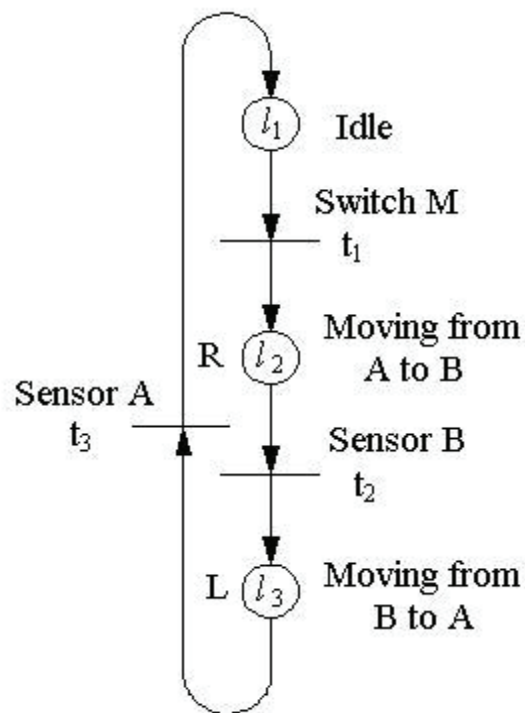 l₁ Idle
Switch M
t₁
R l₂ Moving from
A to B
Sensor A
t₃
Sensor B
t₂
L l₃ Moving from
B to A